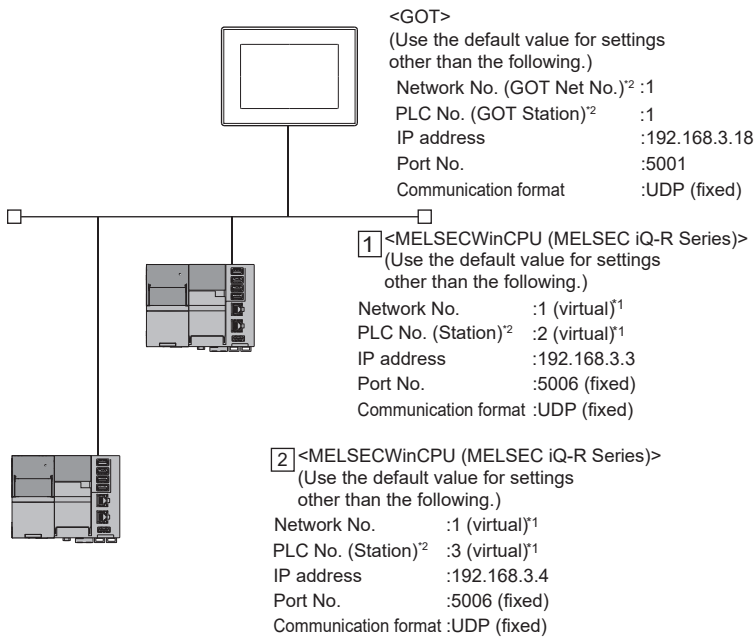 <GOT>
(Use the default value for settings
other than the following.)
Network No. (GOT Net No.)*2 :1
PLC No. (GOT Station)*2 :1
IP address :192.168.3.18
Port No. :5001
Communication format :UDP (fixed)
1 <MELSECWinCPU (MELSEC iQ-R Series)>
(Use the default value for settings
other than the following.)
Network No. :1 (virtual)*1
PLC No. (Station)*2 :2 (virtual)*1
IP address :192.168.3.3
Port No. :5006 (fixed)
Communication format :UDP (fixed)
2 <MELSECWinCPU (MELSEC iQ-R Series)>
(Use the default value for settings
other than the following.)
Network No. :1 (virtual)*1
PLC No. (Station)*2 :3 (virtual)*1
IP address :192.168.3.4
Port No. :5006 (fixed)
Communication format :UDP (fixed)